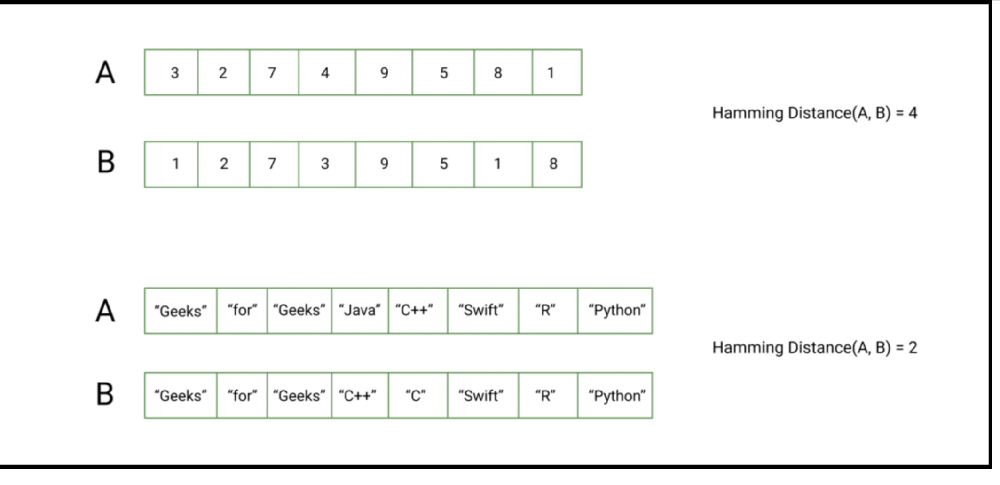 A 3 2 7 4 9 5 8 1
Hamming Distance(A, B) = 4
B 1 2 7 3 9 5 1 8
A “Geeks” “for” “Geeks” “Java” “C++” “Swift” “R” “Python”
Hamming Distance(A, B) = 2
B “Geeks” “for” “Geeks” “C++” “C” “Swift” “R” “Python”